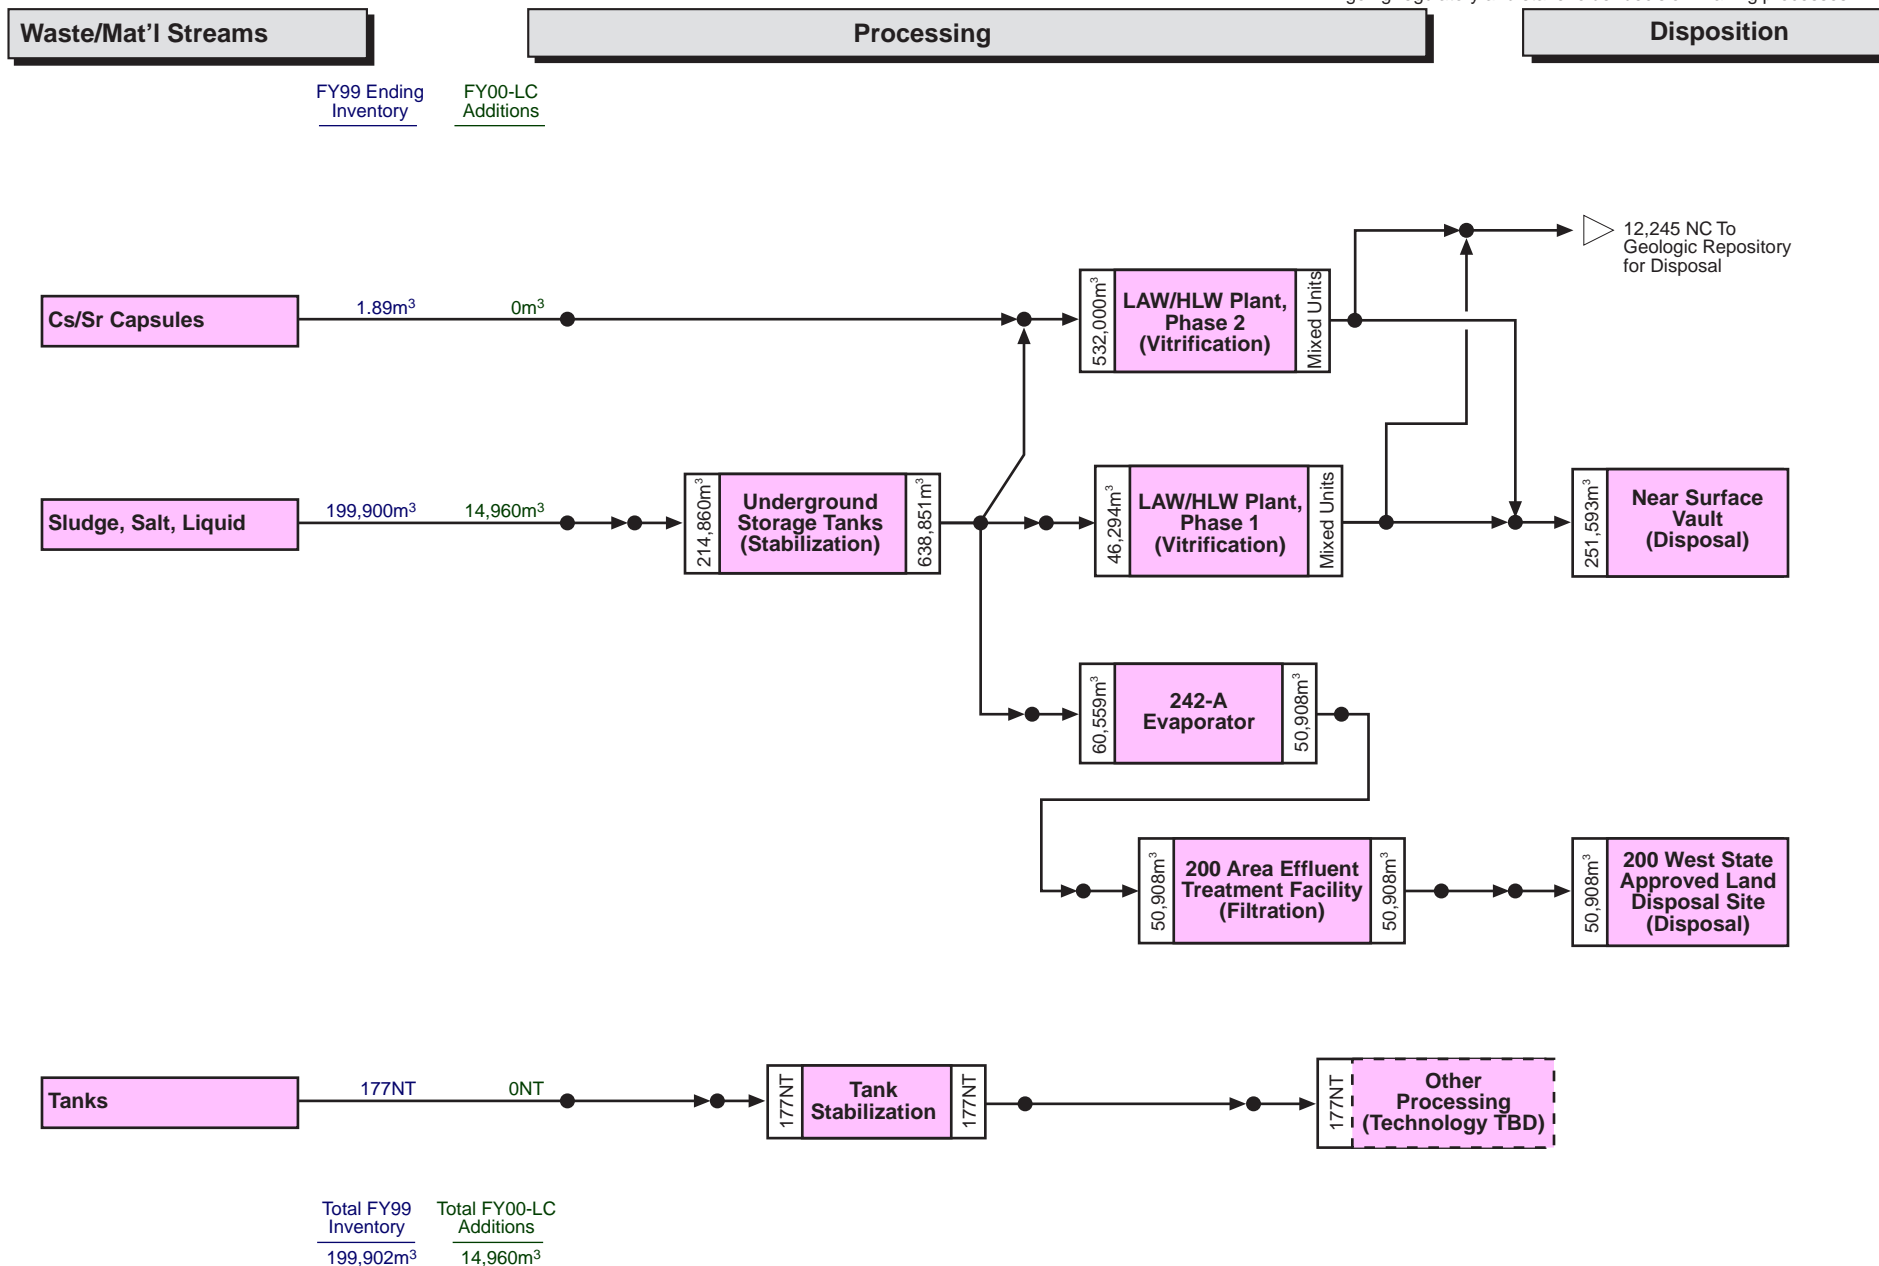 Waste/Mat'l Streams
Processing
Disposition
FY99 Ending
Inventory
FY00-LC
Additions
12,245 NC To
Geologic Repository
for Disposal
Cs/Sr Capsules
1.89m³
0m³
532,000m³
LAW/HLW Plant,
Phase 2
(Vitrification)
Mixed Units
Sludge, Salt, Liquid
199,900m³
14,960m³
214,860m³
Underground
Storage Tanks
(Stabilization)
638,851m³
46,294m³
LAW/HLW Plant,
Phase 1
(Vitrification)
Mixed Units
251,593m³
Near Surface
Vault
(Disposal)
60,559m³
242-A
Evaporator
50,908m³
50,908m³
200 Area Effluent
Treatment Facility
(Filtration)
50,908m³
50,908m³
200 West State
Approved Land
Disposal Site
(Disposal)
Tanks
177NT
0NT
177NT
Tank
Stabilization
177NT
177NT
Other
Processing
(Technology TBD)
Total FY99
Inventory
199,902m³
Total FY00-LC
Additions
14,960m³